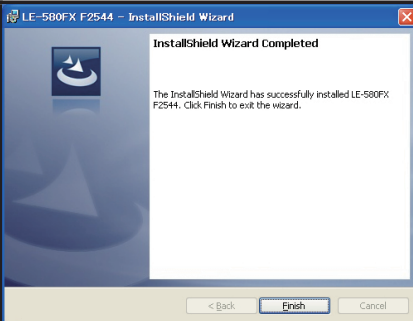 LE-580FX F2544 - InstallShield Wizard
InstallShield Wizard Completed
The InstallShield Wizard has successfully installed LE-580FX
F2544. Click Finish to exit the wizard.
< Back
Finish
Cancel